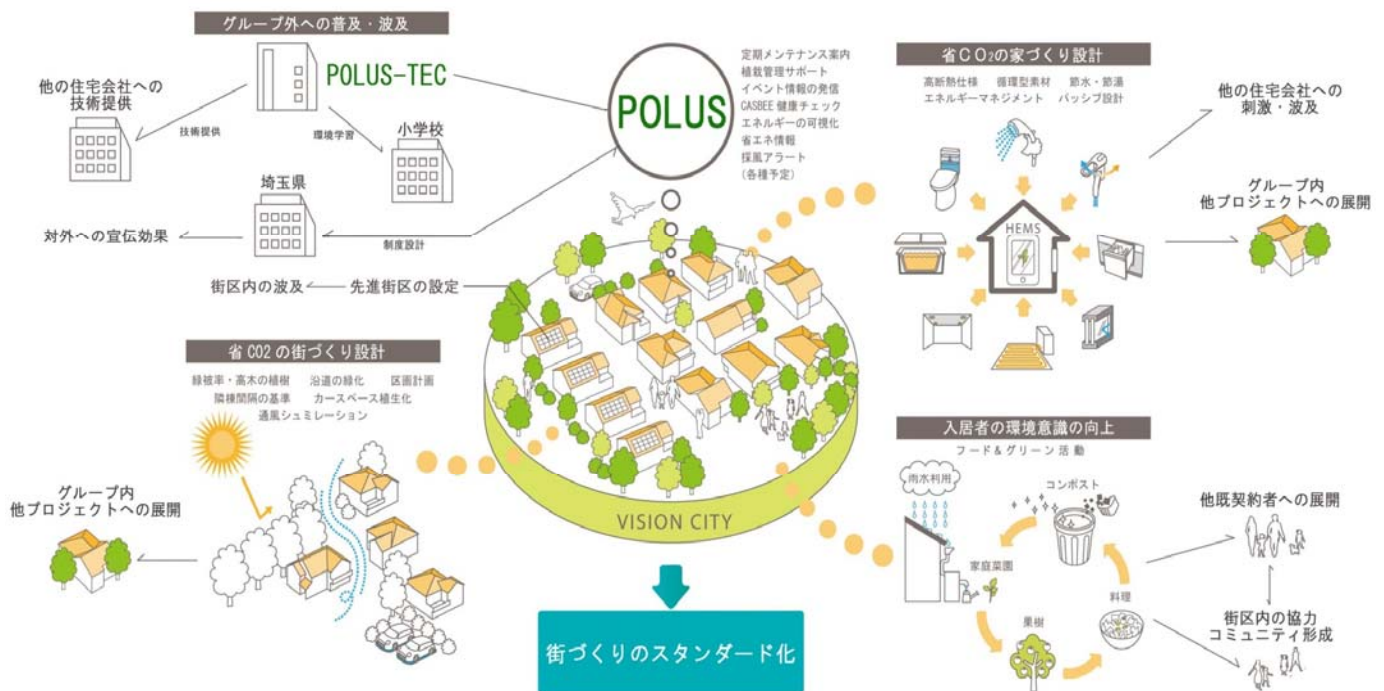 グループ外への普及・波及
POLUS-TEC
他の住宅会社への
技術提供
技術提供
環境学習
小学校
埼玉県
対外への宣伝効果
制度設計
街区内の波及
先進街区の設定
POLUS
定期メンテナンス案内
植栽管理サポート
イベント情報の発信
CASBEE 健康チェック
エネルギーの可視化
省エネ情報
採風アラート
(各種予定)
省CO₂の家づくり設計
高断熱仕様 循環型素材 節水・節湯
エネルギーマネジメント パッシブ設計
HEMS
他の住宅会社への
刺激・波及
グループ内
他プロジェクトへの展開
省CO2の街づくり設計
緑被率・高木の植樹 沿道の緑化 区画計画
隣棟間隔の基準 カースペース植生化
通風シュミレーション
グループ内
他プロジェクトへの展開
VISION CITY
街づくりのスタンダード化
入居者の環境意識の向上
フード&グリーン活動
雨水利用
コンポスト
家庭菜園
料理
果樹
他既契約者への展開
街区内の協力
コミュニティ形成